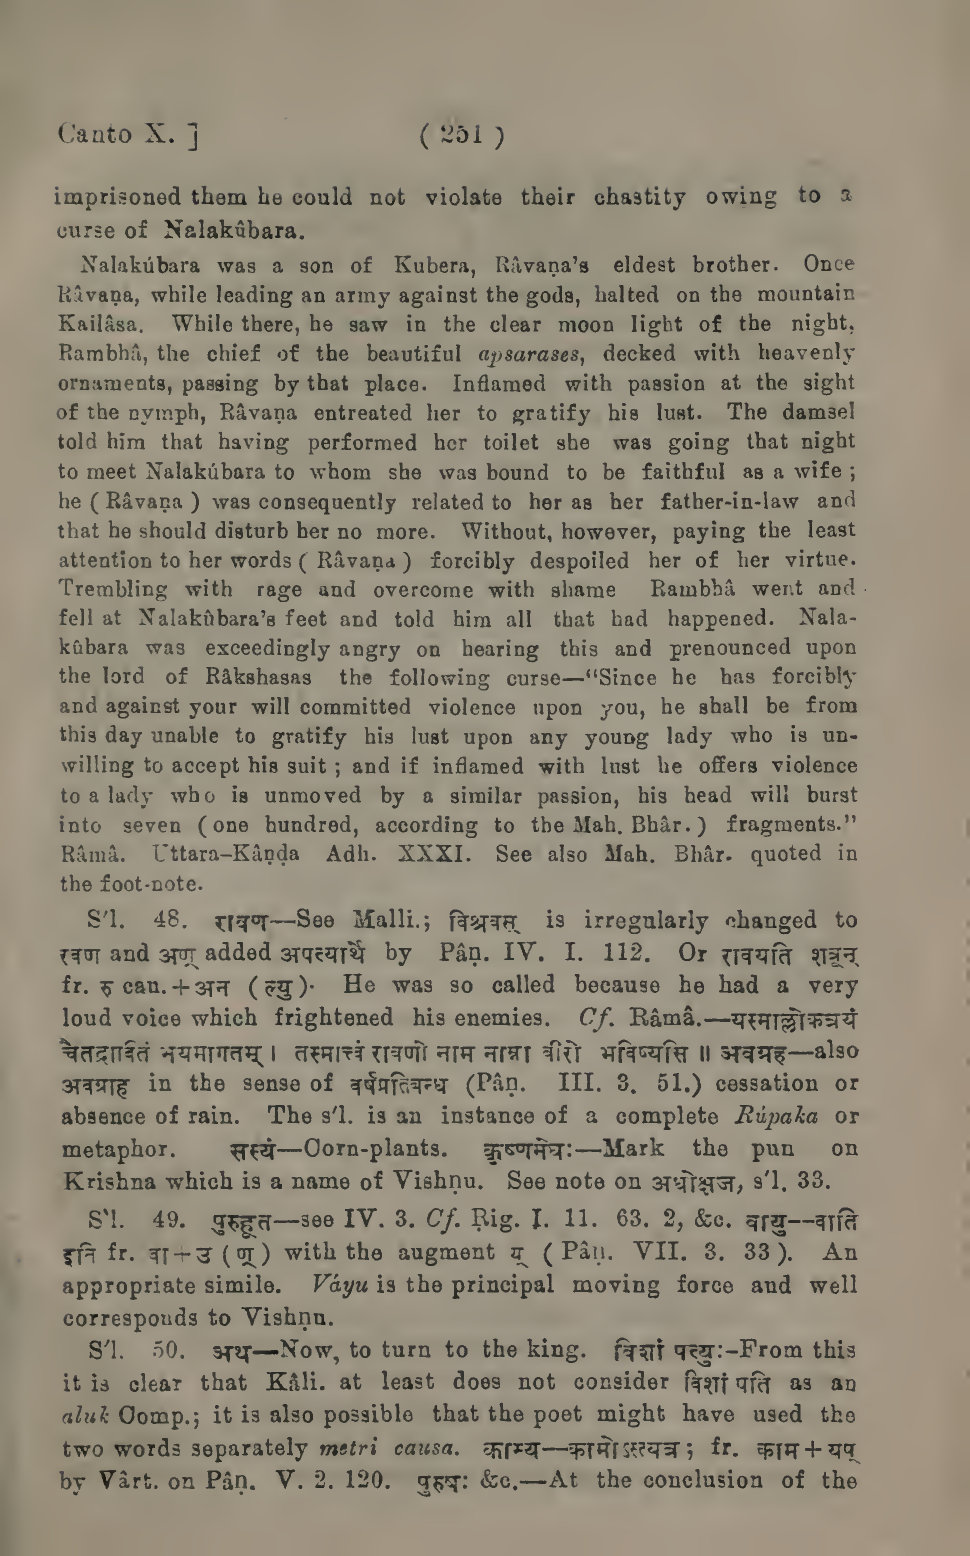 Canto X. ] ( 251 )
imprisoned them he could not violate their chastity owing to a
curse of Nalakûbara.
Nalakúbara was a son of Kubera, Râvaṇa's eldest brother. Once
Râvaṇa, while leading an army against the gods, halted on the mountain
Kailâsa. While there, he saw in the clear moon light of the night,
Rambhâ, the chief of the beautiful apsarases, decked with heavenly
ornaments, passing by that place. Inflamed with passion at the sight
of the nymph, Râvaṇa entreated her to gratify his lust. The damsel
told him that having performed her toilet she was going that night
to meet Nalakúbara to whom she was bound to be faithful as a wife ;
he ( Râvaṇa ) was consequently related to her as her father-in-law and
that he should disturb her no more. Without, however, paying the least
attention to her words ( Râvaṇa ) forcibly despoiled her of her virtue.
Trembling with rage and overcome with shame Rambhâ went and
fell at Nalakûbara's feet and told him all that had happened. Nala-
kûbara was exceedingly angry on hearing this and prenounced upon
the lord of Râkshasas the following curse—"Since he has forcibly
and against your will committed violence upon you, he shall be from
this day unable to gratify his lust upon any young lady who is un-
willing to accept his suit ; and if inflamed with lust he offers violence
to a lady who is unmoved by a similar passion, his head will burst
into seven ( one hundred, according to the Mah. Bhâr. ) fragments."
Râmâ. Uttara–Kâṇḍa Adh. XXXI. See also Mah. Bhâr. quoted in
the foot-note.
S'l. 48. रावण—See Malli.; विश्रवस् is irregularly changed to
रवण and अण् added अपत्यार्थे by Pâṇ. IV. I. 112. Or रावयति शत्रून्
fr. रु cau.+अन ( ल्यु ). He was so called because he had a very
loud voice which frightened his enemies. Cf. Râmâ.—यस्माल्लोकत्रयं
चैतद्रावितं भयमागतम् । तस्मात्त्वं रावणो नाम नाम्ना वीरो भविष्यसि ॥ अवग्रह—also
अवग्राह in the sense of वर्षप्रतिबन्ध (Pâṇ. III. 3. 51.) cessation or
absence of rain. The s'l. is an instance of a complete Rúpaka or
metaphor. सस्यं—Corn-plants. कृष्णमेघः—Mark the pun on
Krishna which is a name of Vishṇu. See note on अधोक्षज, s'l. 33.
S'l. 49. पुरुहूत—see IV. 3. Cf. Rig. I. 11. 63. 2, &c. वायु--वाति
इति fr. वा+उ ( ण् ) with the augment य् ( Pâṇ. VII. 3. 33 ). An
appropriate simile. Váyu is the principal moving force and well
corresponds to Vishṇu.
S'l. 50. अथ—Now, to turn to the king. विशां पत्युः-From this
it is clear that Kâli. at least does not consider विशां पति as an
aluk Comp.; it is also possible that the poet might have used the
two words separately metri causa. काम्य—कामोऽस्त्यत्र ; fr. काम + यप्
by Vârt. on Pâṇ. V. 2. 120. पुरुषः &c.—At the conclusion of the